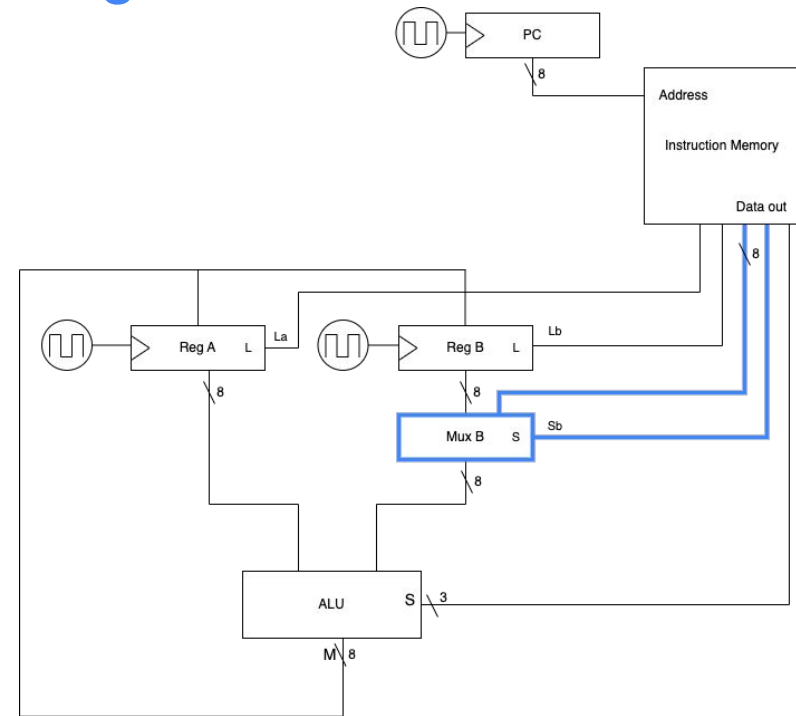 PC
8
Address
Instruction Memory
Data out
8
La
Lb
Reg A L
Reg B L
8
8
Sb
Mux B S
8
ALU S 3
M 8